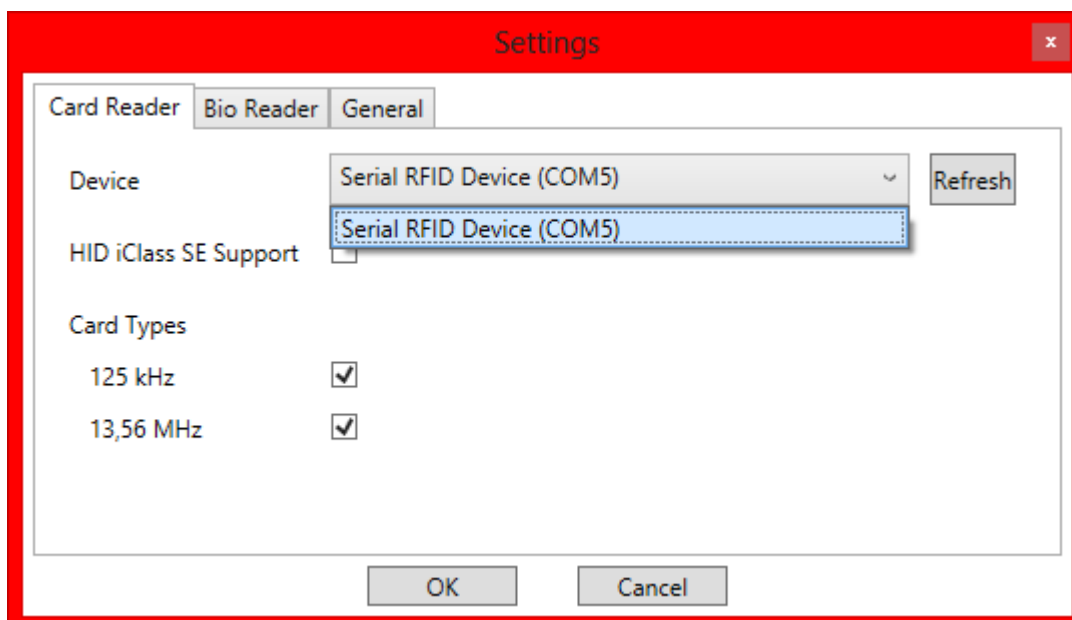 Settings
x
Card Reader Bio Reader General
Device Serial RFID Device (COM5) Refresh
Serial RFID Device (COM5)
HID iClass SE Support
Card Types
125 kHz
13,56 MHz
OK Cancel